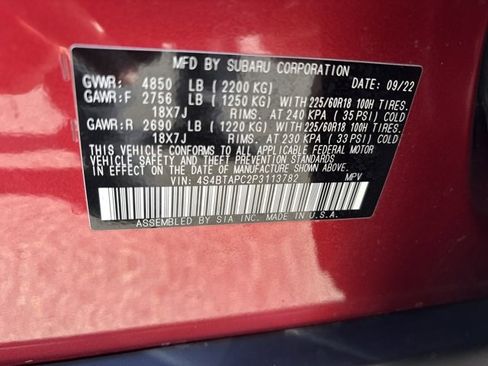 MFD BY SUBARU CORPORATION
DATE: 09/22
GVWR: 4850 LB ( 2200 KG)
GAWR:F 2756 LB ( 1250 KG) WITH 225/60R18 100H TIRES.
18X7J RIMS. AT 240 KPA ( 35 PSI) COLD
GAWR:R 2690 LB ( 1220 KG) WITH 225/60R18 100H TIRES.
18X7J RIMS. AT 230 KPA ( 33 PSI) COLD
THIS VEHICLE CONFORMS TO ALL APPLICABLE FEDERAL MOTOR
VEHICLE SAFETY, BUMPER, AND THEFT PREVENTION STANDARDS
IN EFFECT ON THE DATE OF MANUFACTURE SHOWN ABOVE.
VIN: 4S4BTAPC2P3113782 MPV
ASSEMBLED BY SIA INC. MADE IN U.S.A.